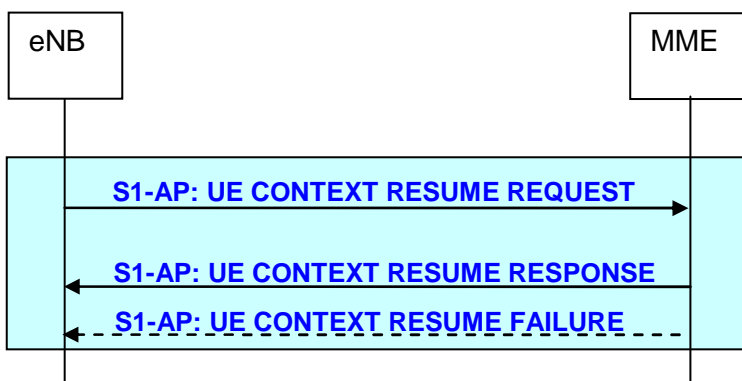 eNB
MME
S1-AP: UE CONTEXT RESUME REQUEST
S1-AP: UE CONTEXT RESUME RESPONSE
S1-AP: UE CONTEXT RESUME FAILURE